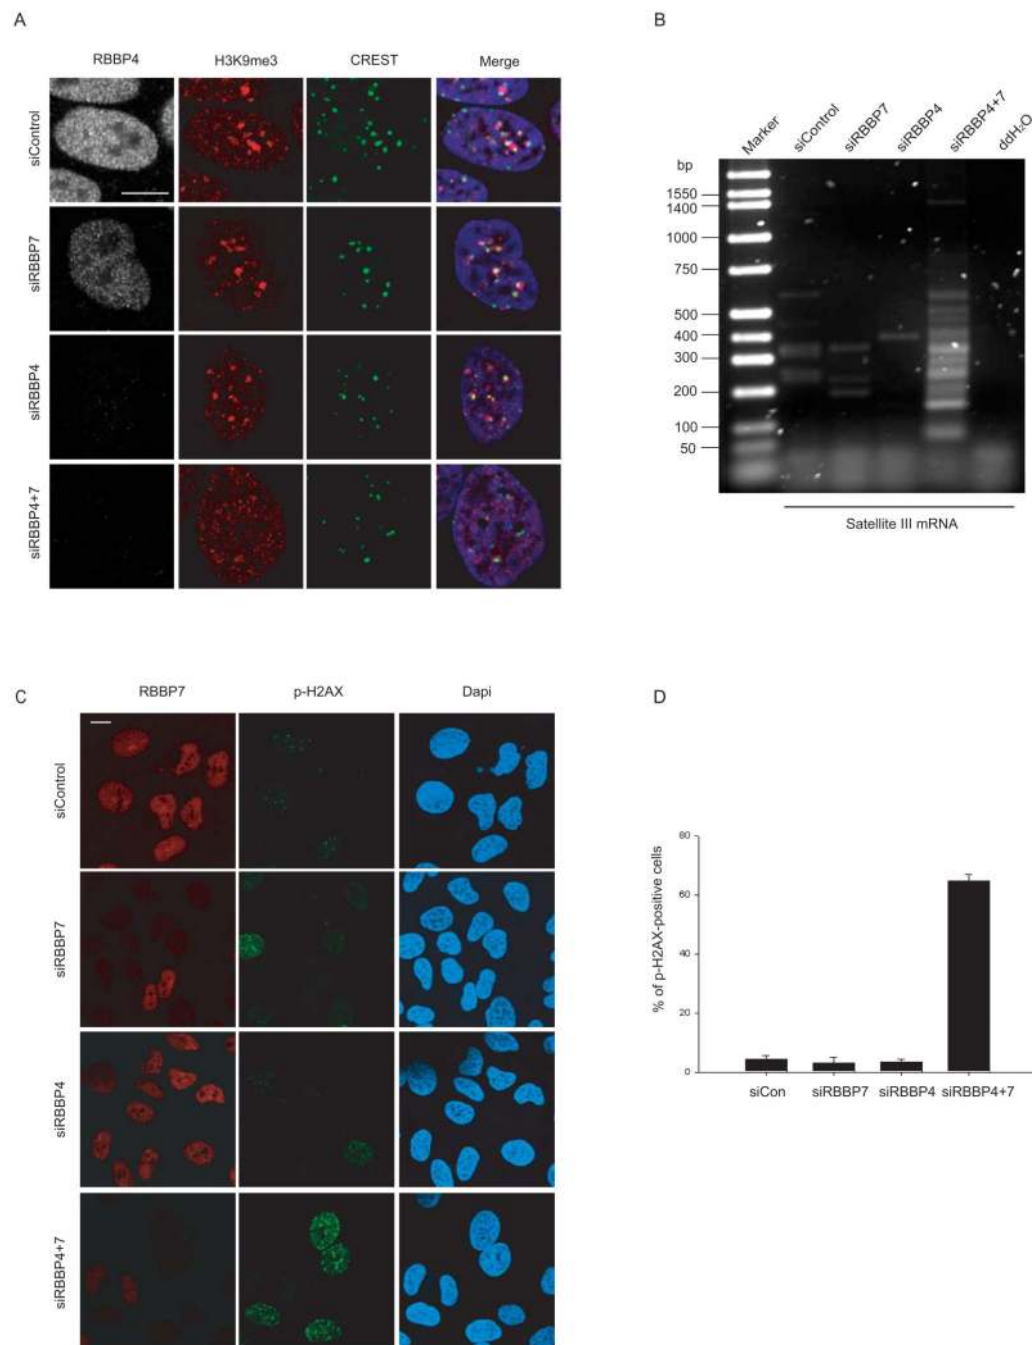 A
RBBP4 H3K9me3 CREST Merge
siControl
siRBBP7
siRBBP4
siRBBP4+7
B
Marker siControl siRBBP7 siRBBP4 siRBBP4+7 ddH₂O
bp
1550
1400
1000
750
500
400
300
200
100
50
Satellite III mRNA
C
RBBP7 p-H2AX Dapi
siControl
siRBBP7
siRBBP4
siRBBP4+7
D
% of p-H2AX-positive cells
80
60
40
20
0
siCon siRBBP7 siRBBP4 siRBBP4+7